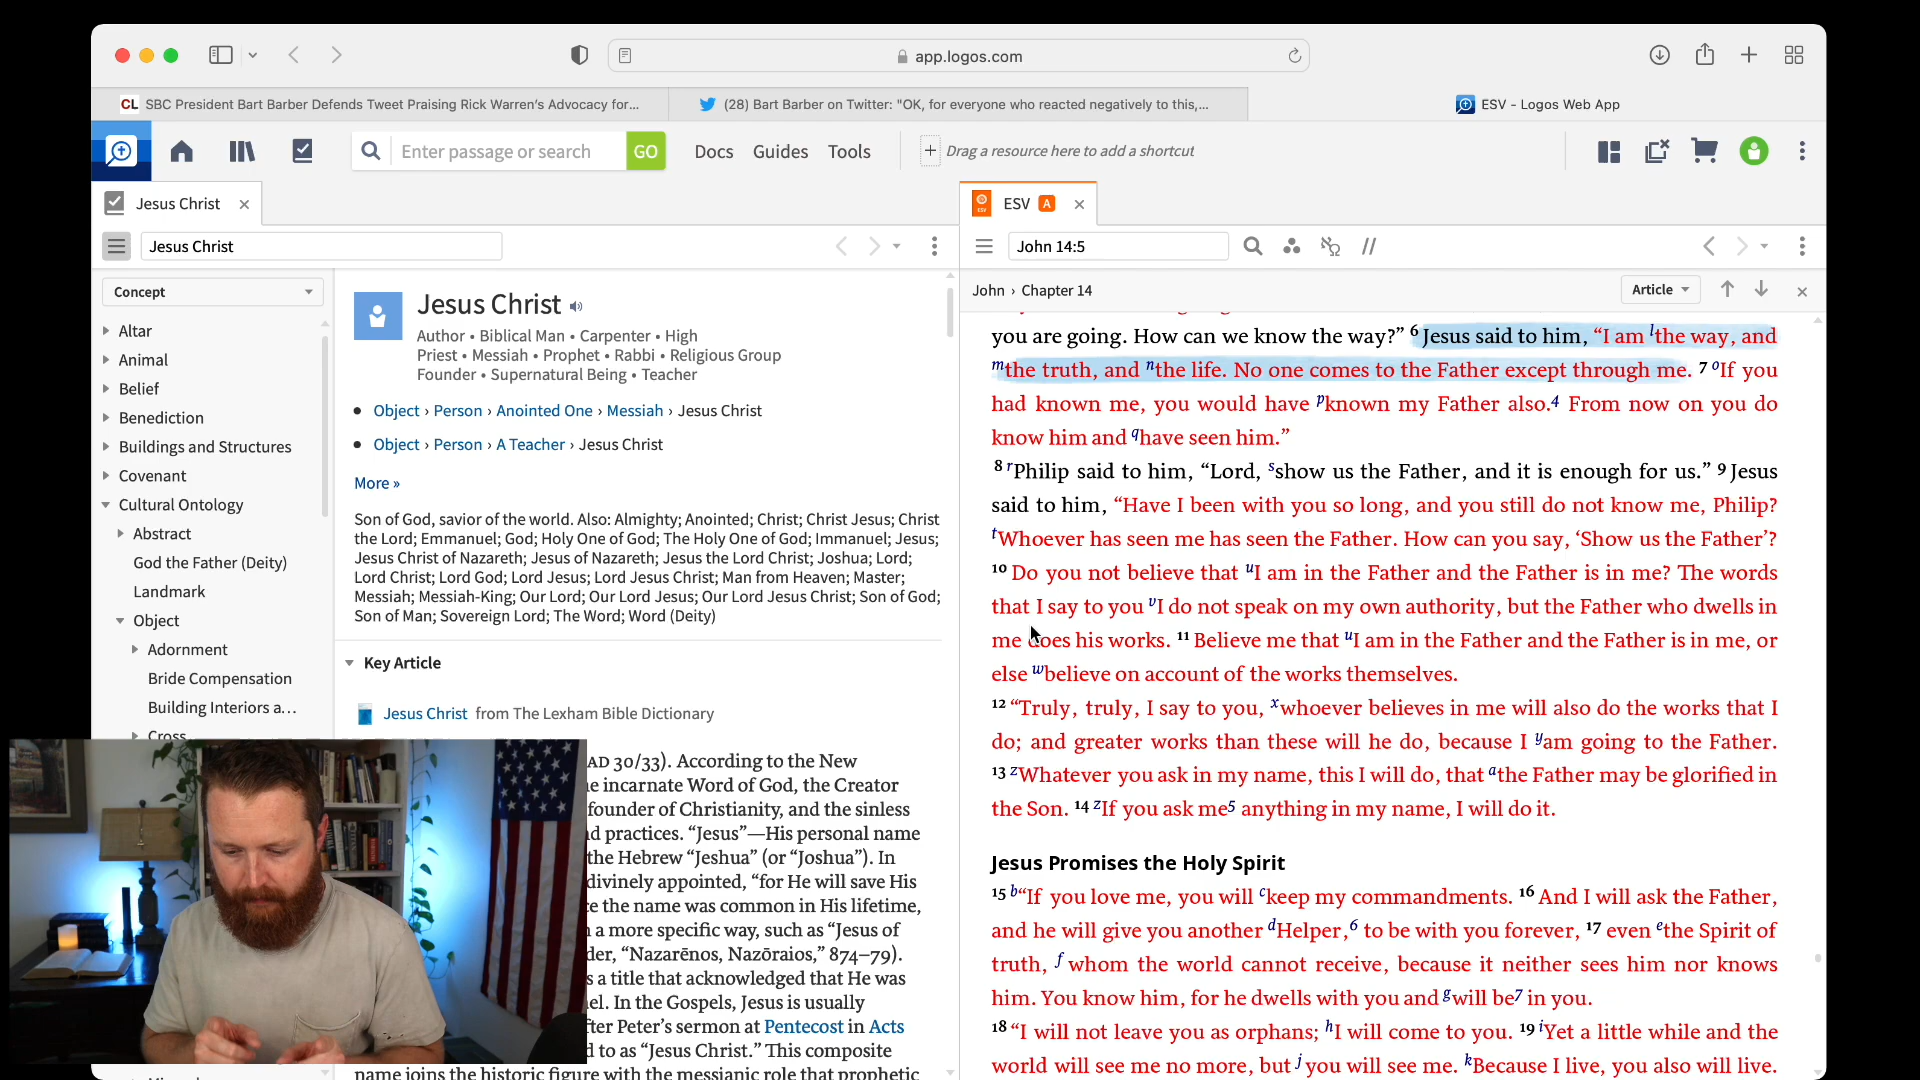 app.logos.com
CL SBC President Bart Barber Defends Tweet Praising Rick Warren's Advocacy for...
(28) Bart Barber on Twitter: "OK, for everyone who reacted negatively to this,...
ESV - Logos Web App
Enter passage or search
GO
Docs
Guides
Tools
Drag a resource here to add a shortcut
Jesus Christ
Jesus Christ
Concept
Altar
Animal
Belief
Benediction
Buildings and Structures
Covenant
Cultural Ontology
Abstract
God the Father (Deity)
Landmark
Object
Adornment
Bride Compensation
Building Interiors a...
Cross
Jesus Christ
Author • Biblical Man • Carpenter • High
Priest • Messiah • Prophet • Rabbi • Religious Group
Founder • Supernatural Being • Teacher
• Object › Person › Anointed One › Messiah › Jesus Christ
• Object › Person › A Teacher › Jesus Christ
More »
Son of God, savior of the world. Also: Almighty; Anointed; Christ; Christ Jesus; Christ
the Lord; Emmanuel; God; Holy One of God; The Holy One of God; Immanuel; Jesus;
Jesus Christ of Nazareth; Jesus of Nazareth; Jesus the Lord Christ; Joshua; Lord;
Lord Christ; Lord God; Lord Jesus; Lord Jesus Christ; Man from Heaven; Master;
Messiah; Messiah-King; Our Lord; Our Lord Jesus; Our Lord Jesus Christ; Son of God;
Son of Man; Sovereign Lord; The Word; Word (Deity)
Key Article
Jesus Christ from The Lexham Bible Dictionary
AD 30/33). According to the New
incarnate Word of God, the Creator
founder of Christianity, and the sinless
practices. “Jesus”—His personal name
the Hebrew “Jeshua” (or “Joshua”). In
divinely appointed, “for He will save His
the name was common in His lifetime,
a more specific way, such as “Jesus of
“Nazarēnos, Nazōraios,” 874–79).
a title that acknowledged that He was
In the Gospels, Jesus is usually
Peter’s sermon at Pentecost in Acts
to as “Jesus Christ.” This composite
name joins the historic figure with the messianic role that prophetic
ESV A
John 14:5
John › Chapter 14
Article
you are going. How can we know the way?” 6 Jesus said to him, “I am l the way, and
m the truth, and n the life. No one comes to the Father except through me. 7 o If you
had known me, you would have p known my Father also.4 From now on you do
know him and q have seen him.”
8 r Philip said to him, “Lord, s show us the Father, and it is enough for us.” 9 Jesus
said to him, “Have I been with you so long, and you still do not know me, Philip?
t Whoever has seen me has seen the Father. How can you say, ‘Show us the Father’?
10 Do you not believe that u I am in the Father and the Father is in me? The words
that I say to you v I do not speak on my own authority, but the Father who dwells in
me does his works. 11 Believe me that u I am in the Father and the Father is in me, or
else w believe on account of the works themselves.
12 “Truly, truly, I say to you, x whoever believes in me will also do the works that I
do; and greater works than these will he do, because I y am going to the Father.
13 z Whatever you ask in my name, this I will do, that a the Father may be glorified in
the Son. 14 z If you ask me5 anything in my name, I will do it.
Jesus Promises the Holy Spirit
15 b “If you love me, you will c keep my commandments. 16 And I will ask the Father,
and he will give you another d Helper,6 to be with you forever, 17 even e the Spirit of
truth, f whom the world cannot receive, because it neither sees him nor knows
him. You know him, for he dwells with you and g will be7 in you.
18 “I will not leave you as orphans; h I will come to you. 19 i Yet a little while and the
world will see me no more, but j you will see me. k Because I live, you also will live.